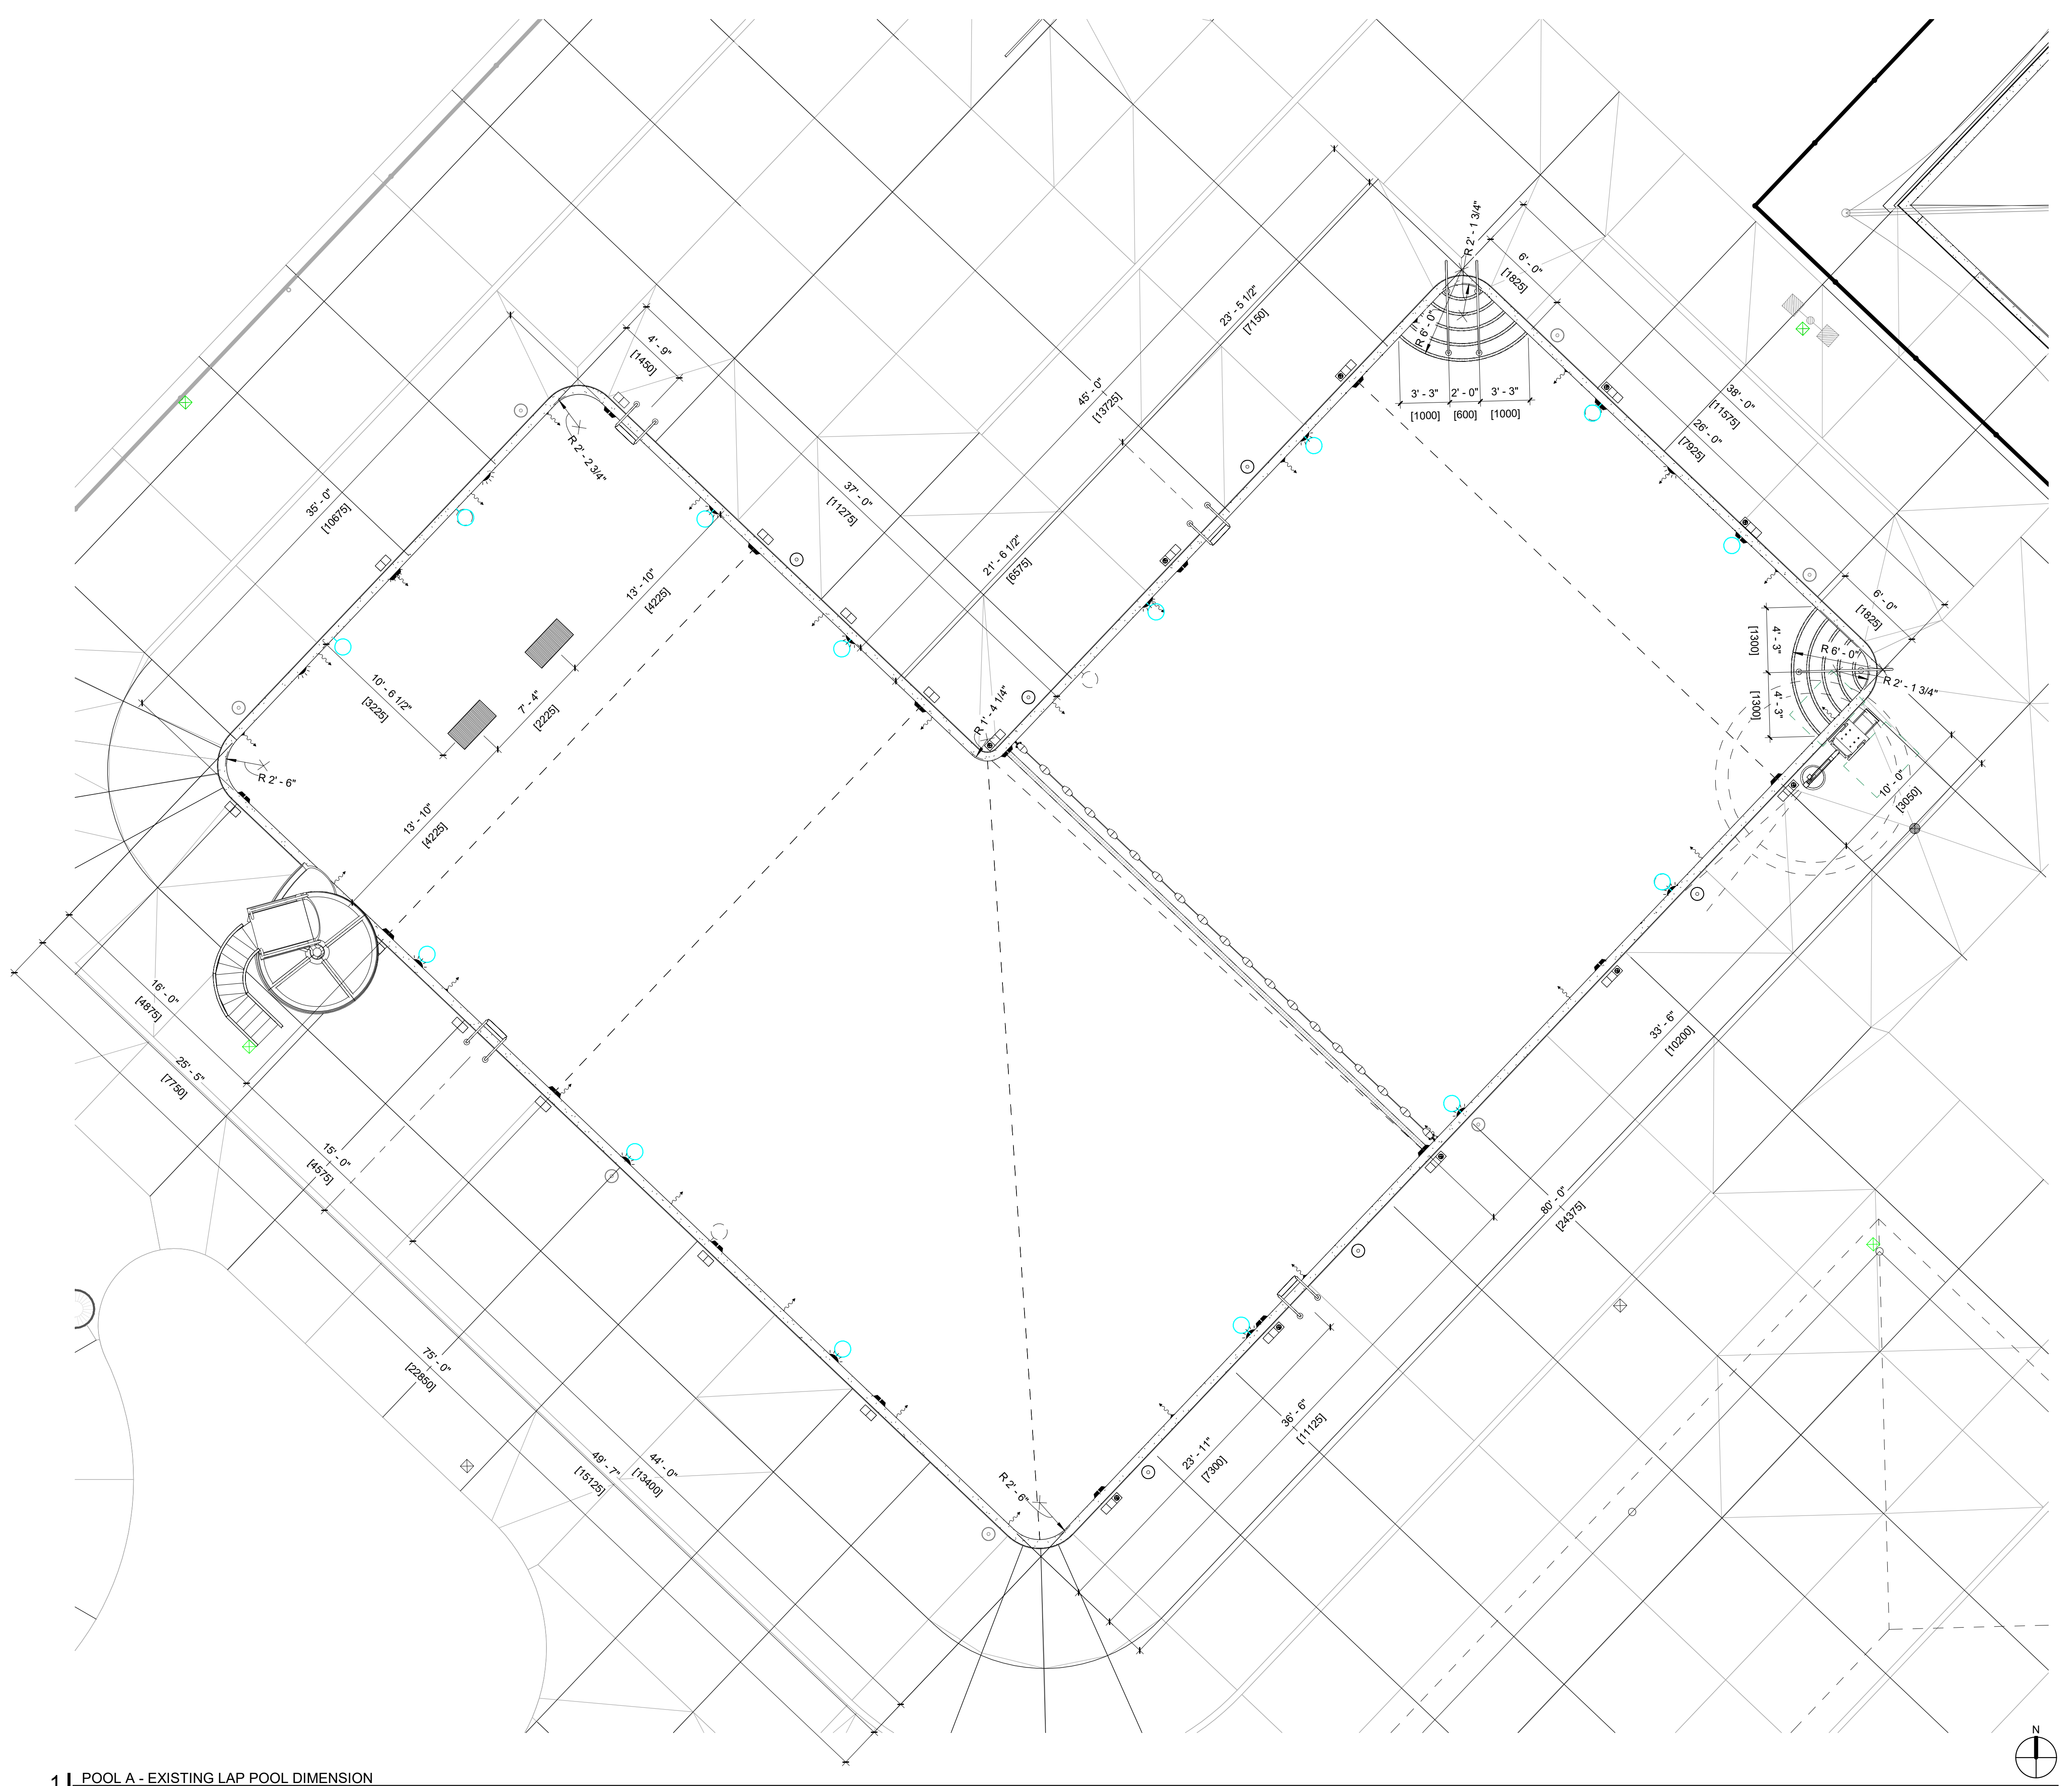 R 2' - 1 3/4"
6' - 0"
[1825]
23' - 5 1/2"
[7150]
R 6' - 0"
4' - 9"
[1450]
45' - 0"
[13725]
3' - 3"
2' - 0"
3' - 3"
[1000]
[600]
[1000]
38' - 0"
[11575]
26' - 0"
[7925]
R 2' - 2 3/4"
35' - 0"
[10675]
37' - 0"
[11275]
21' - 6 1/2"
[6575]
13' - 10"
[4225]
6' - 0"
[1825]
4' - 3"
[1300]
R 6' - 0"
R 2' - 1 3/4"
4' - 3"
[1300]
10' - 6 1/2"
[3225]
7' - 4"
[2225]
R 1' - 4 1/4"
R 2' - 6"
10' - 0"
[3050]
13' - 10"
[4225]
16' - 0"
[4875]
25' - 5"
[7750]
33' - 6"
[10200]
15' - 0"
[4575]
80' - 0"
[24375]
75' - 0"
[22850]
36' - 6"
[11125]
23' - 11"
[7300]
49' - 7"
[15125]
44' - 0"
[13400]
R 2' - 6"
N
1
POOL A - EXISTING LAP POOL DIMENSION